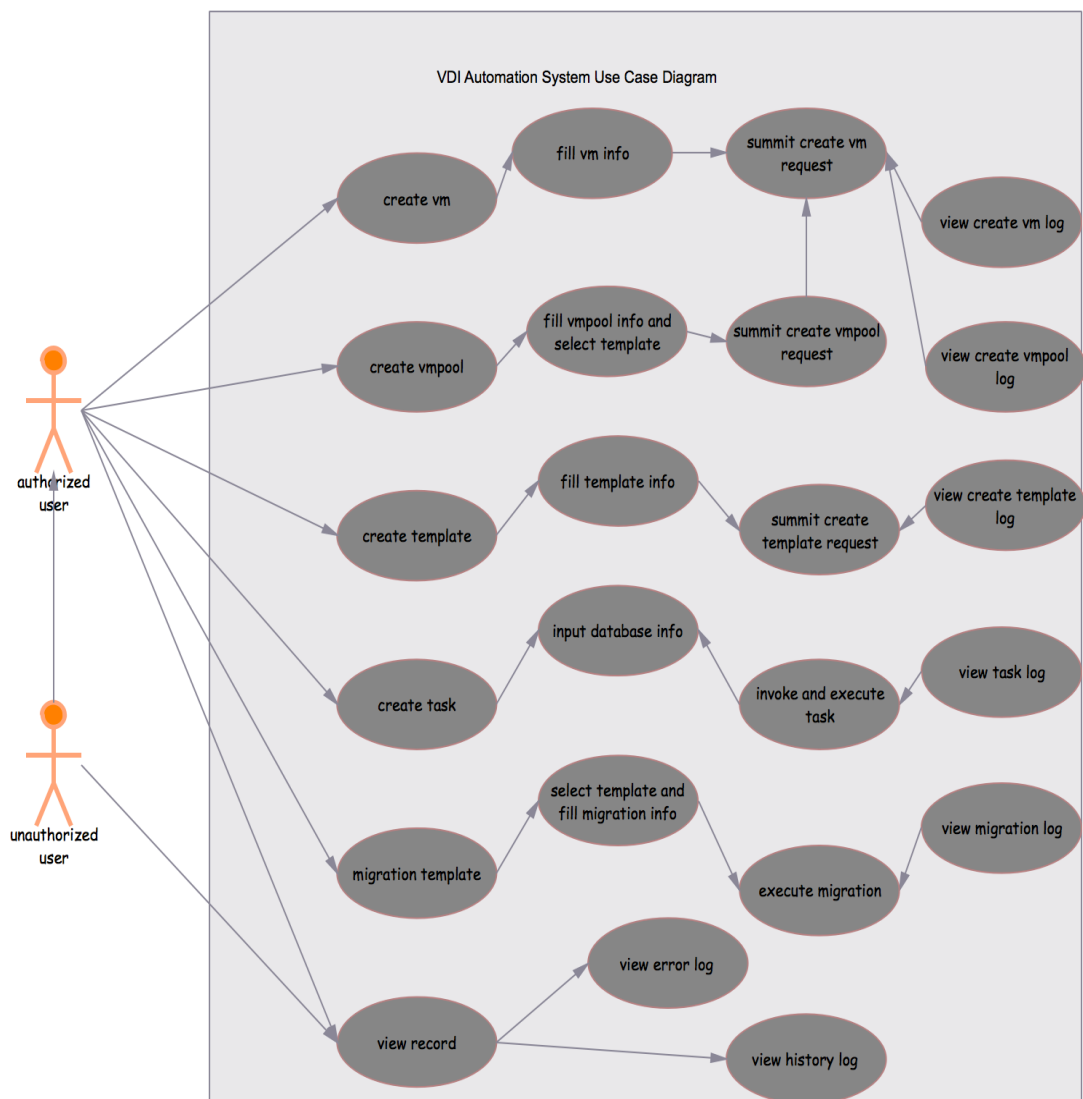 VDI Automation System Use Case Diagram
fill vm info
summit create vm
request
create vm
view create vm log
fill vmpool info and
select template
summit create vmpool
request
create vmpool
view create vmpool
log
authorized
user
fill template info
view create template
log
create template
summit create
template request
input database info
create task
invoke and execute
task
view task log
unauthorized
user
select template and
fill migration info
view migration log
migration template
execute migration
view error log
view record
view history log